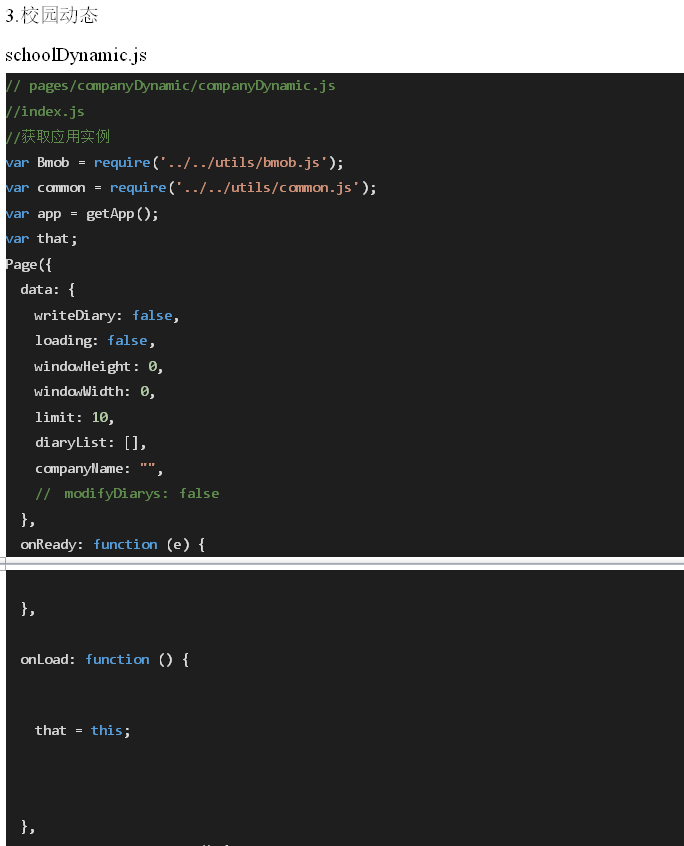 3.校园动态
schoolDynamic.js
// pages/companyDynamic/companyDynamic.js
//index.js
//获取应用实例
var Bmob = require('../../utils/bmob.js');
var common = require('../../utils/common.js');
var app = getApp();
var that;
Page({
  data: {
    writeDiary: false,
    loading: false,
    windowHeight: 0,
    windowWidth: 0,
    limit: 10,
    diaryList: [],
    companyName: "",
    //  modifyDiarys: false
  },
  onReady: function (e) {
  },
  onLoad: function () {
    that = this;
  },